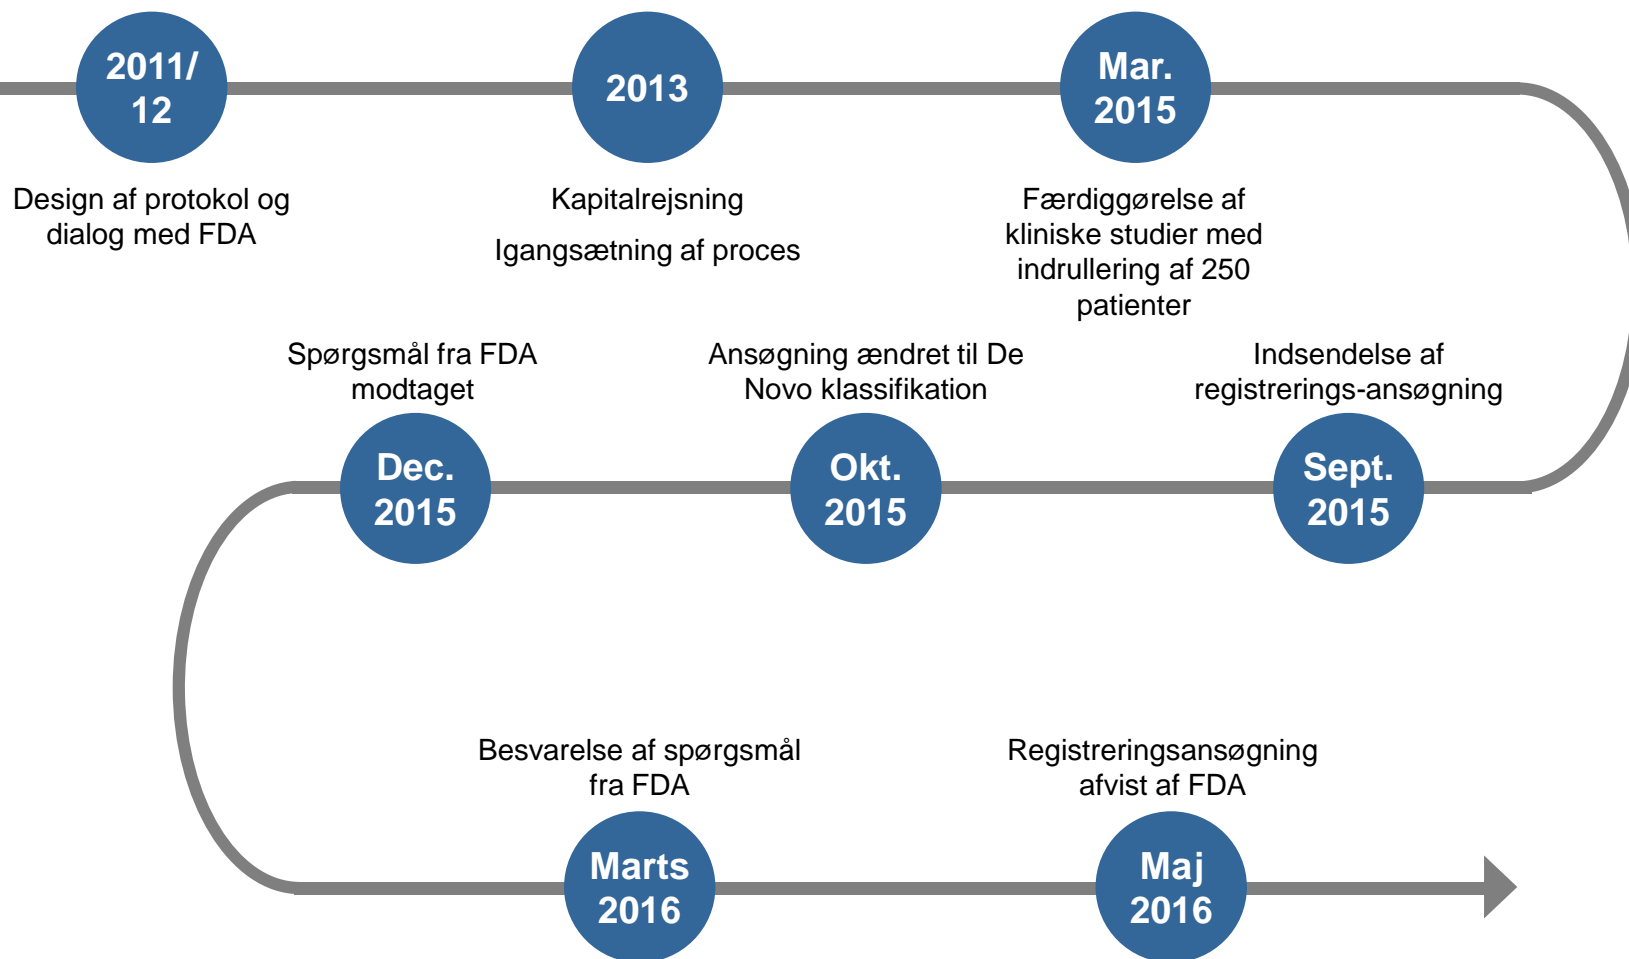 2011/
12
Design af protokol og
dialog med FDA
2013
Kapitalrejsning
Igangsætning af proces
Mar.
2015
Færdiggørelse af
kliniske studier med
indrullering af 250
patienter
Indsendelse af
registrerings-ansøgning
Sept.
2015
Ansøgning ændret til De
Novo klassifikation
Okt.
2015
Spørgsmål fra FDA
modtaget
Dec.
2015
Besvarelse af spørgsmål
fra FDA
Marts
2016
Registreringsansøgning
afvist af FDA
Maj
2016